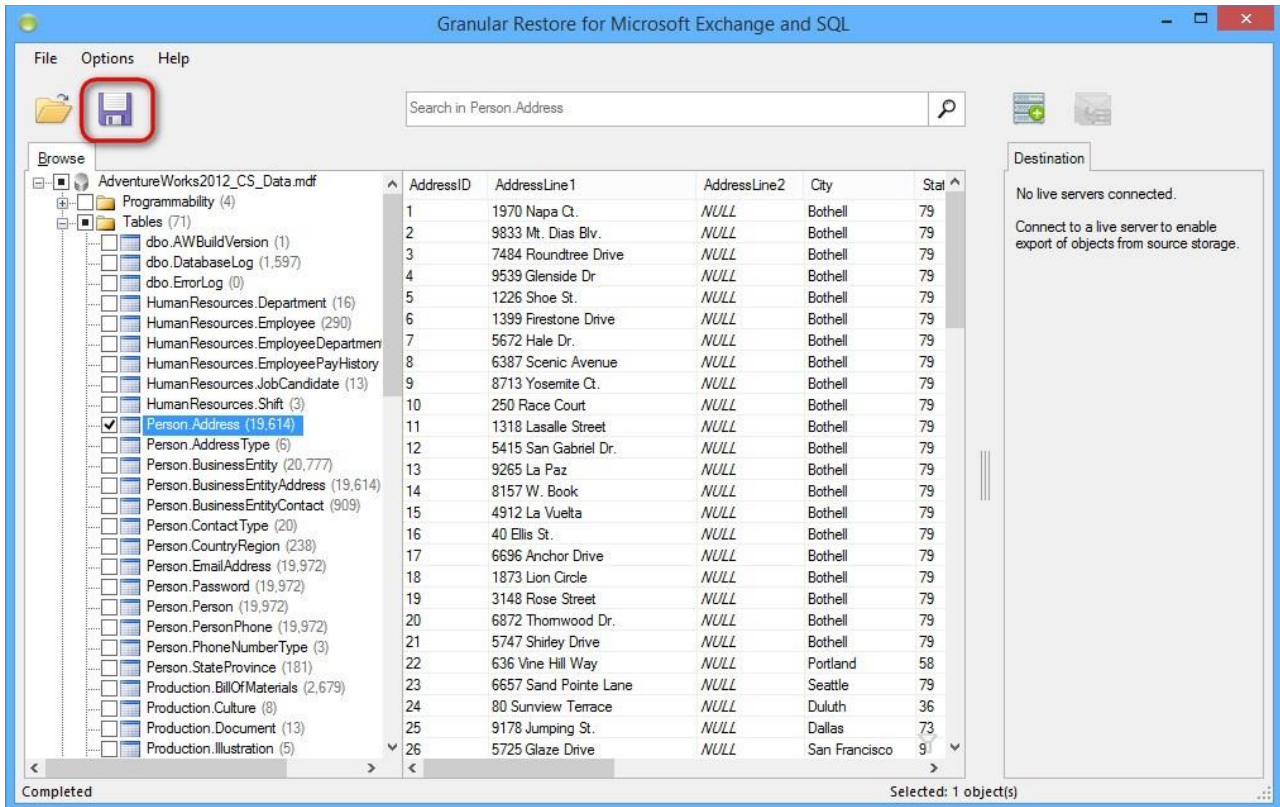 Granular Restore for Microsoft Exchange and SQL
File Options Help
Search in Person.Address
Browse
AdventureWorks2012_CS_Data.mdf
Programmability (4)
Tables (71)
dbo.AWBuildVersion (1)
dbo.DatabaseLog (1,597)
dbo.ErrorLog (0)
HumanResources.Department (16)
HumanResources.Employee (290)
HumanResources.EmployeeDepartment
HumanResources.EmployeePayHistory
HumanResources.JobCandidate (13)
HumanResources.Shift (3)
Person.Address (19,614)
Person.AddressType (6)
Person.BusinessEntity (20,777)
Person.BusinessEntityAddress (19,614)
Person.BusinessEntityContact (909)
Person.ContactType (20)
Person.CountryRegion (238)
Person.EmailAddress (19,972)
Person.Password (19,972)
Person.Person (19,972)
Person.PersonPhone (19,972)
Person.PhoneNumberType (3)
Person.StateProvince (181)
Production.BillOfMaterials (2,679)
Production.Culture (8)
Production.Document (13)
Production.Illustration (5)
AddressID AddressLine1 AddressLine2 City Stat
1 1970 Napa Ct. NULL Bothell 79
2 9833 Mt. Dias Blv. NULL Bothell 79
3 7484 Roundtree Drive NULL Bothell 79
4 9539 Glenside Dr NULL Bothell 79
5 1226 Shoe St. NULL Bothell 79
6 1399 Firestone Drive NULL Bothell 79
7 5672 Hale Dr. NULL Bothell 79
8 6387 Scenic Avenue NULL Bothell 79
9 8713 Yosemite Ct. NULL Bothell 79
10 250 Race Court NULL Bothell 79
11 1318 Lasalle Street NULL Bothell 79
12 5415 San Gabriel Dr. NULL Bothell 79
13 9265 La Paz NULL Bothell 79
14 8157 W. Book NULL Bothell 79
15 4912 La Vuelta NULL Bothell 79
16 40 Ellis St. NULL Bothell 79
17 6696 Anchor Drive NULL Bothell 79
18 1873 Lion Circle NULL Bothell 79
19 3148 Rose Street NULL Bothell 79
20 6872 Thornwood Dr. NULL Bothell 79
21 5747 Shirley Drive NULL Bothell 79
22 636 Vine Hill Way NULL Portland 58
23 6657 Sand Pointe Lane NULL Seattle 79
24 80 Sunview Terrace NULL Duluth 36
25 9178 Jumping St. NULL Dallas 73
26 5725 Glaze Drive NULL San Francisco 9
Destination
No live servers connected.
Connect to a live server to enable
export of objects from source storage.
Completed
Selected: 1 object(s)